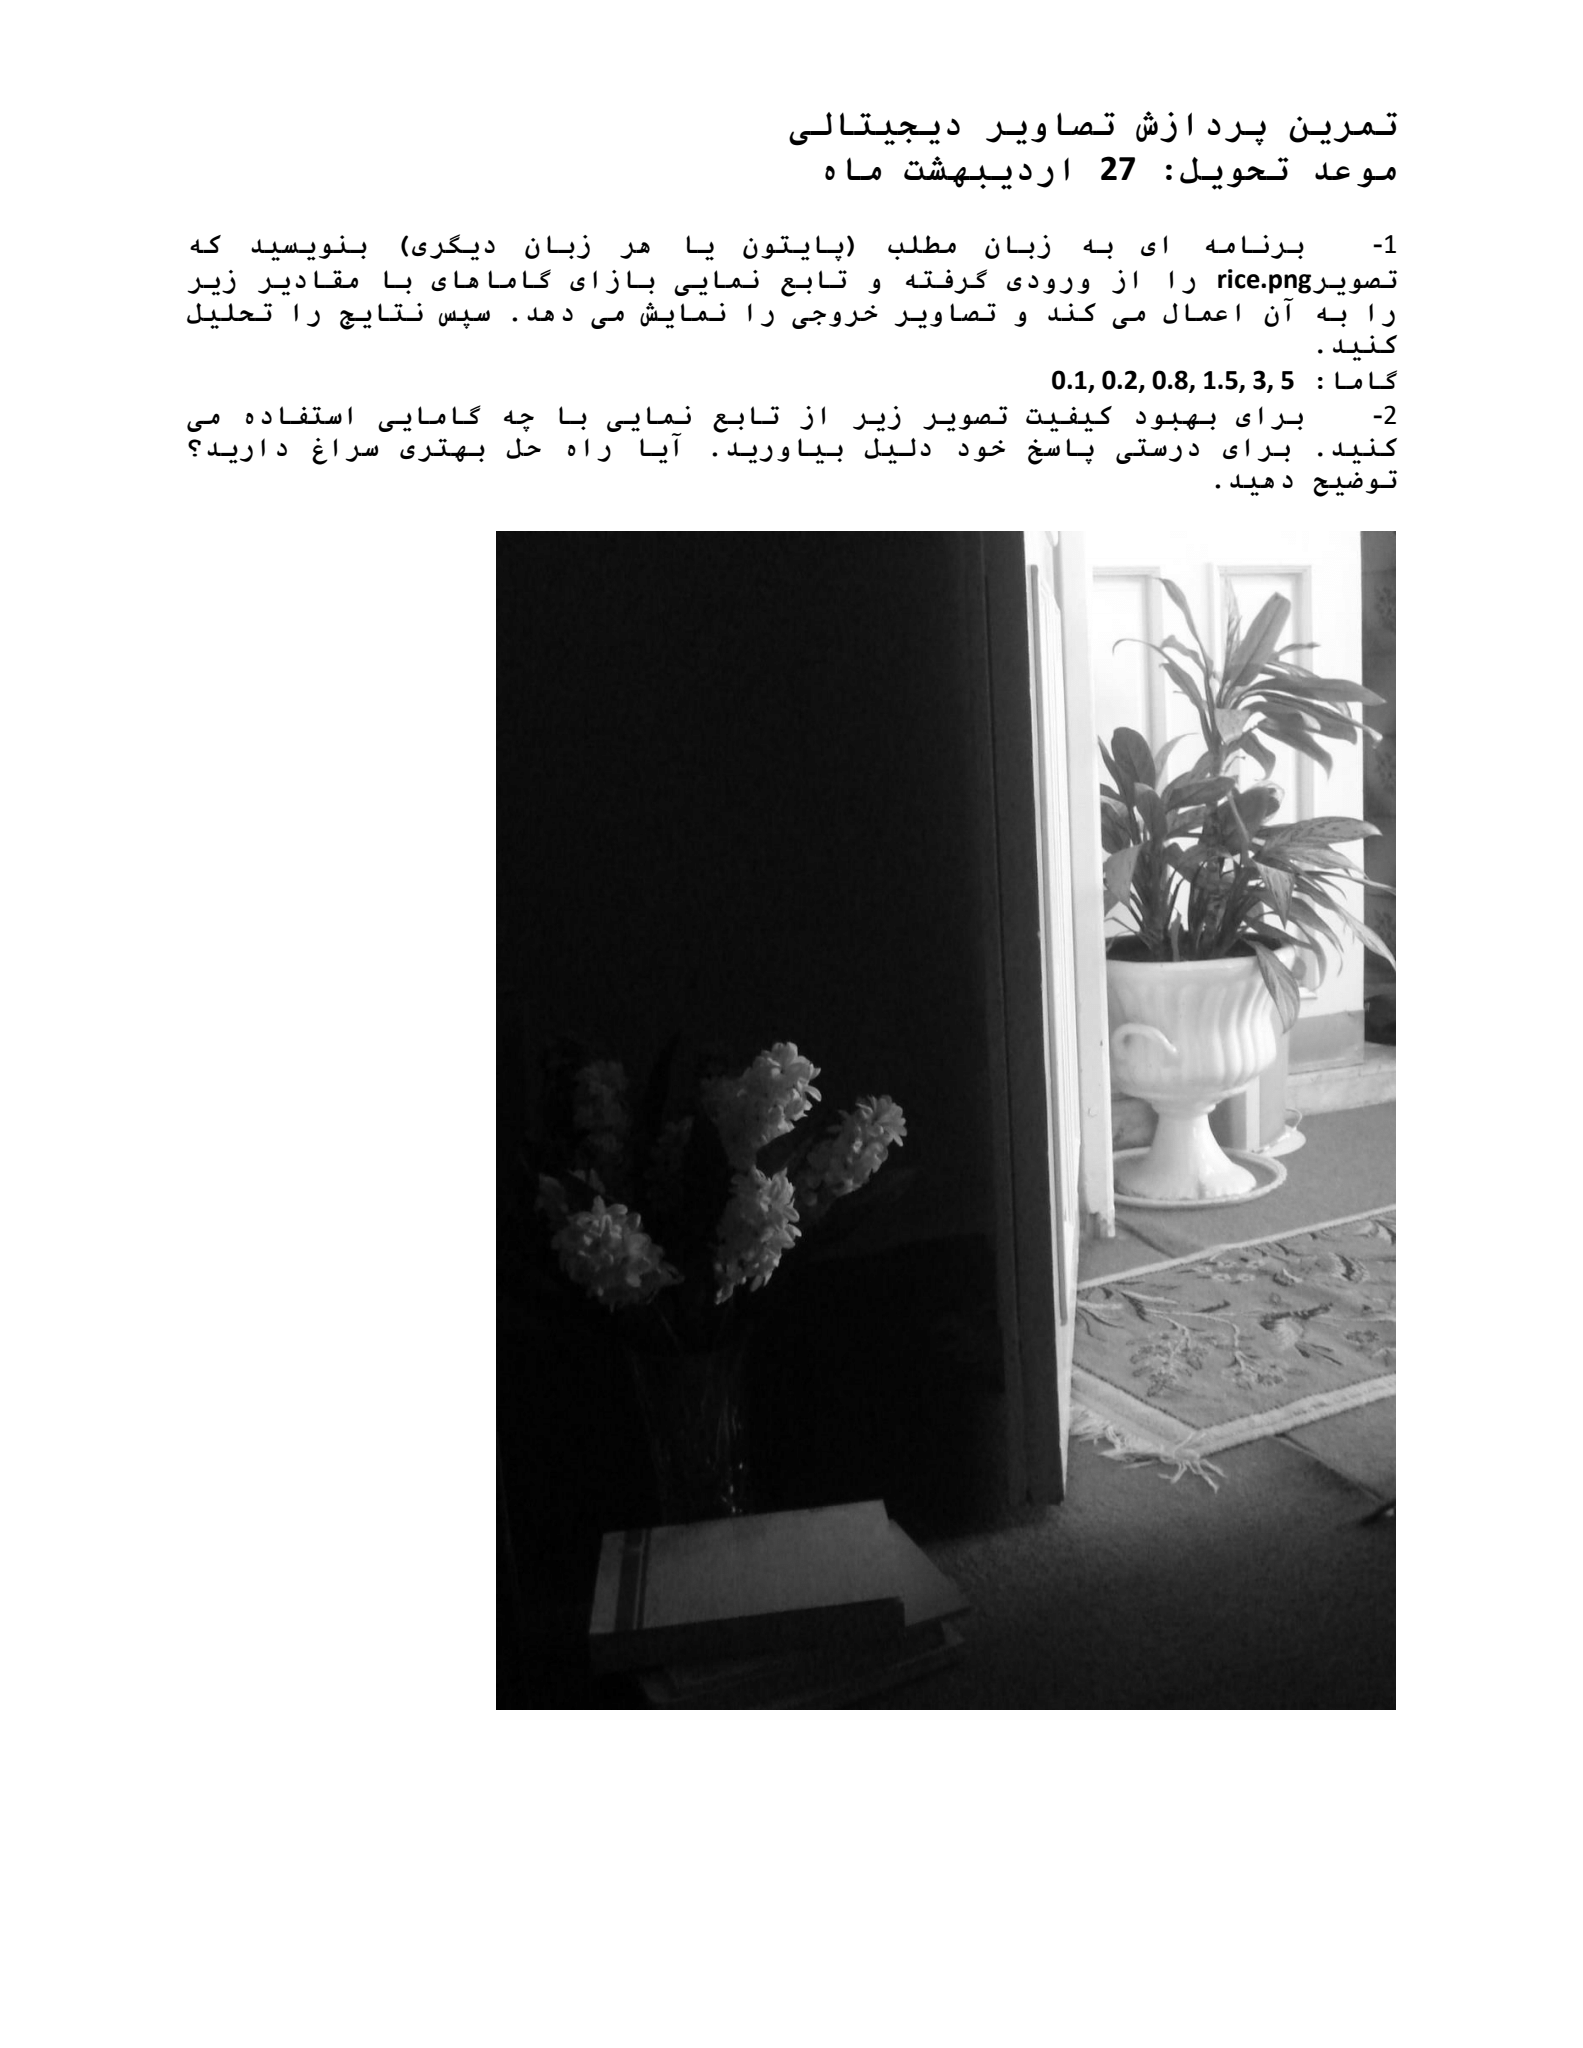 تمرین پردازش تصاویر دیجیتالی
موعد تحویل: 27 اردیبهشت ماه
1- برنامه ای به زبان مطلب (پایتون یا هر زبان دیگری) بنویسید که
تصویرrice.png را از ورودی گرفته و تابع نمایی بازای گاماهای با مقادیر زیر
را به آن اعمال می کند و تصاویر خروجی را نمایش می دهد. سپس نتایج را تحلیل
کنید.
گاما: 0.1, 0.2, 0.8, 1.5, 3, 5
2- برای بهبود کیفیت تصویر زیر از تابع نمایی با چه گامایی استفاده می
کنید. برای درستی پاسخ خود دلیل بیاورید. آیا راه حل بهتری سراغ دارید؟
توضیح دهید.